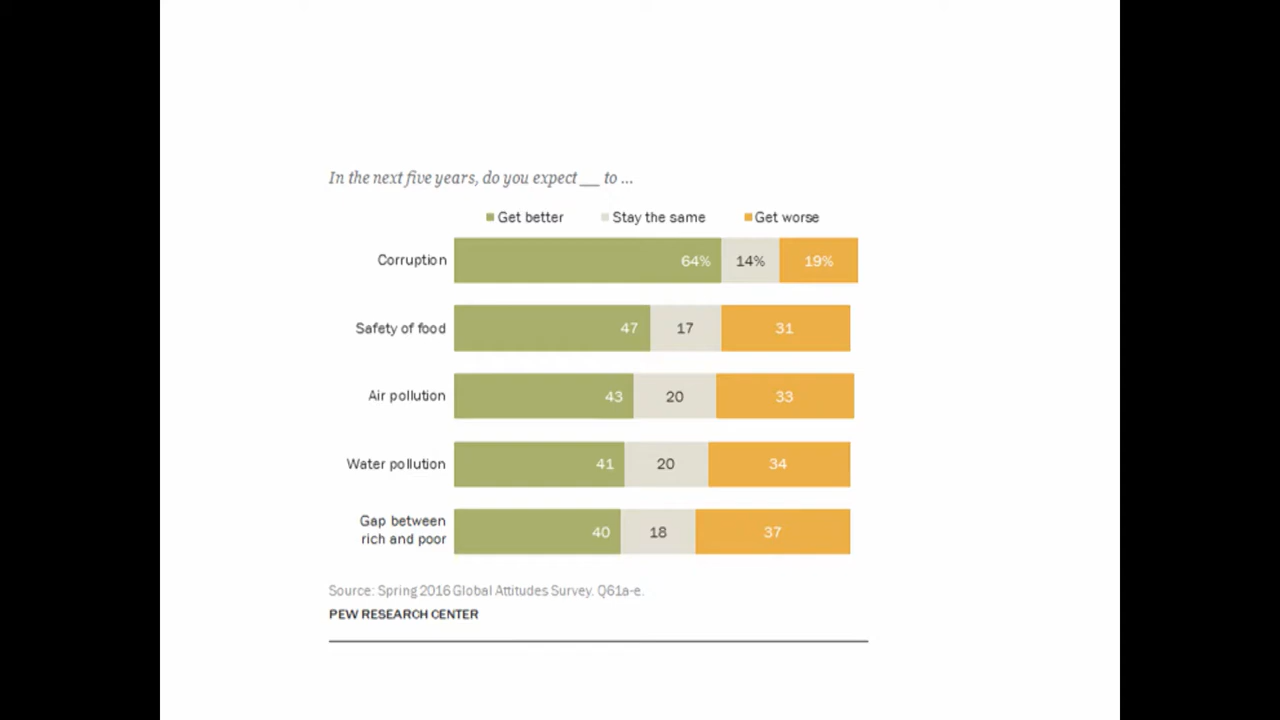 In the next five years, do you expect ___ to ...
Get better Stay the same Get worse
Corruption 64% 14% 19%
Safety of food 47 17 31
Air pollution 43 20 33
Water pollution 41 20 34
Gap between
rich and poor 40 18 37
Source: Spring 2016 Global Attitudes Survey. Q61a-e.
PEW RESEARCH CENTER